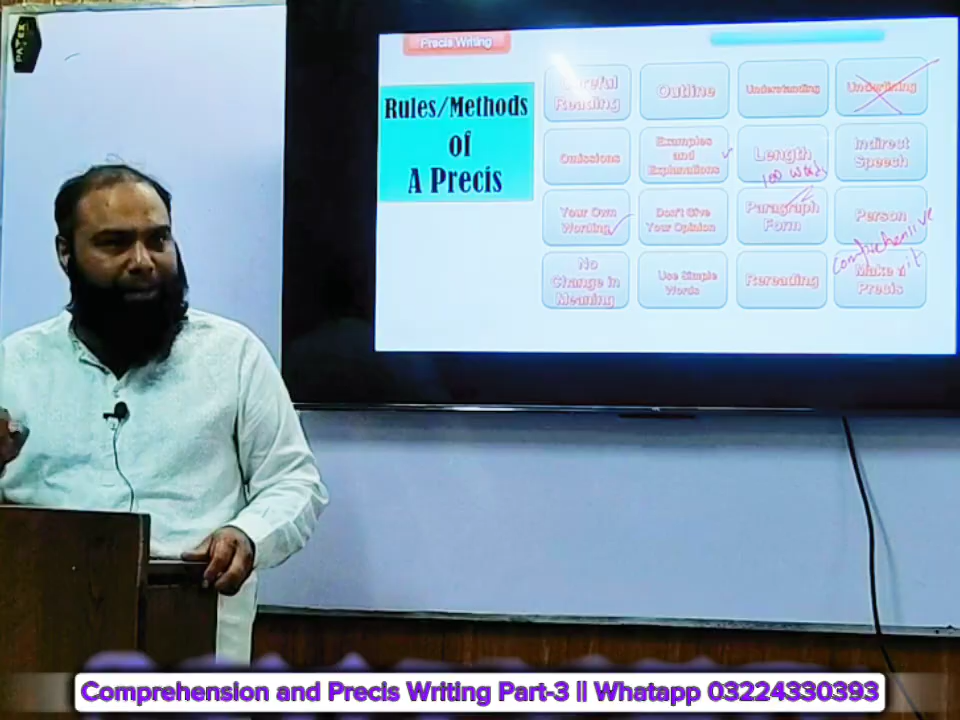 PATEX
Precis Writing
Rules/Methods
of
A Precis
Careful
Reading
Outline
Understanding
Underlining
Omissions
Examples
and
Explanations
Length
100 words
Indirect
Speech
Your Own
Wording
Don't Give
Your Opinion
Paragraph
Form
Person
Comprehensive
No
Change in
Meaning
Use Simple
Words
Rereading
Make it
Precis
Comprehension and Precis Writing Part-3 || Whatapp 03224330393